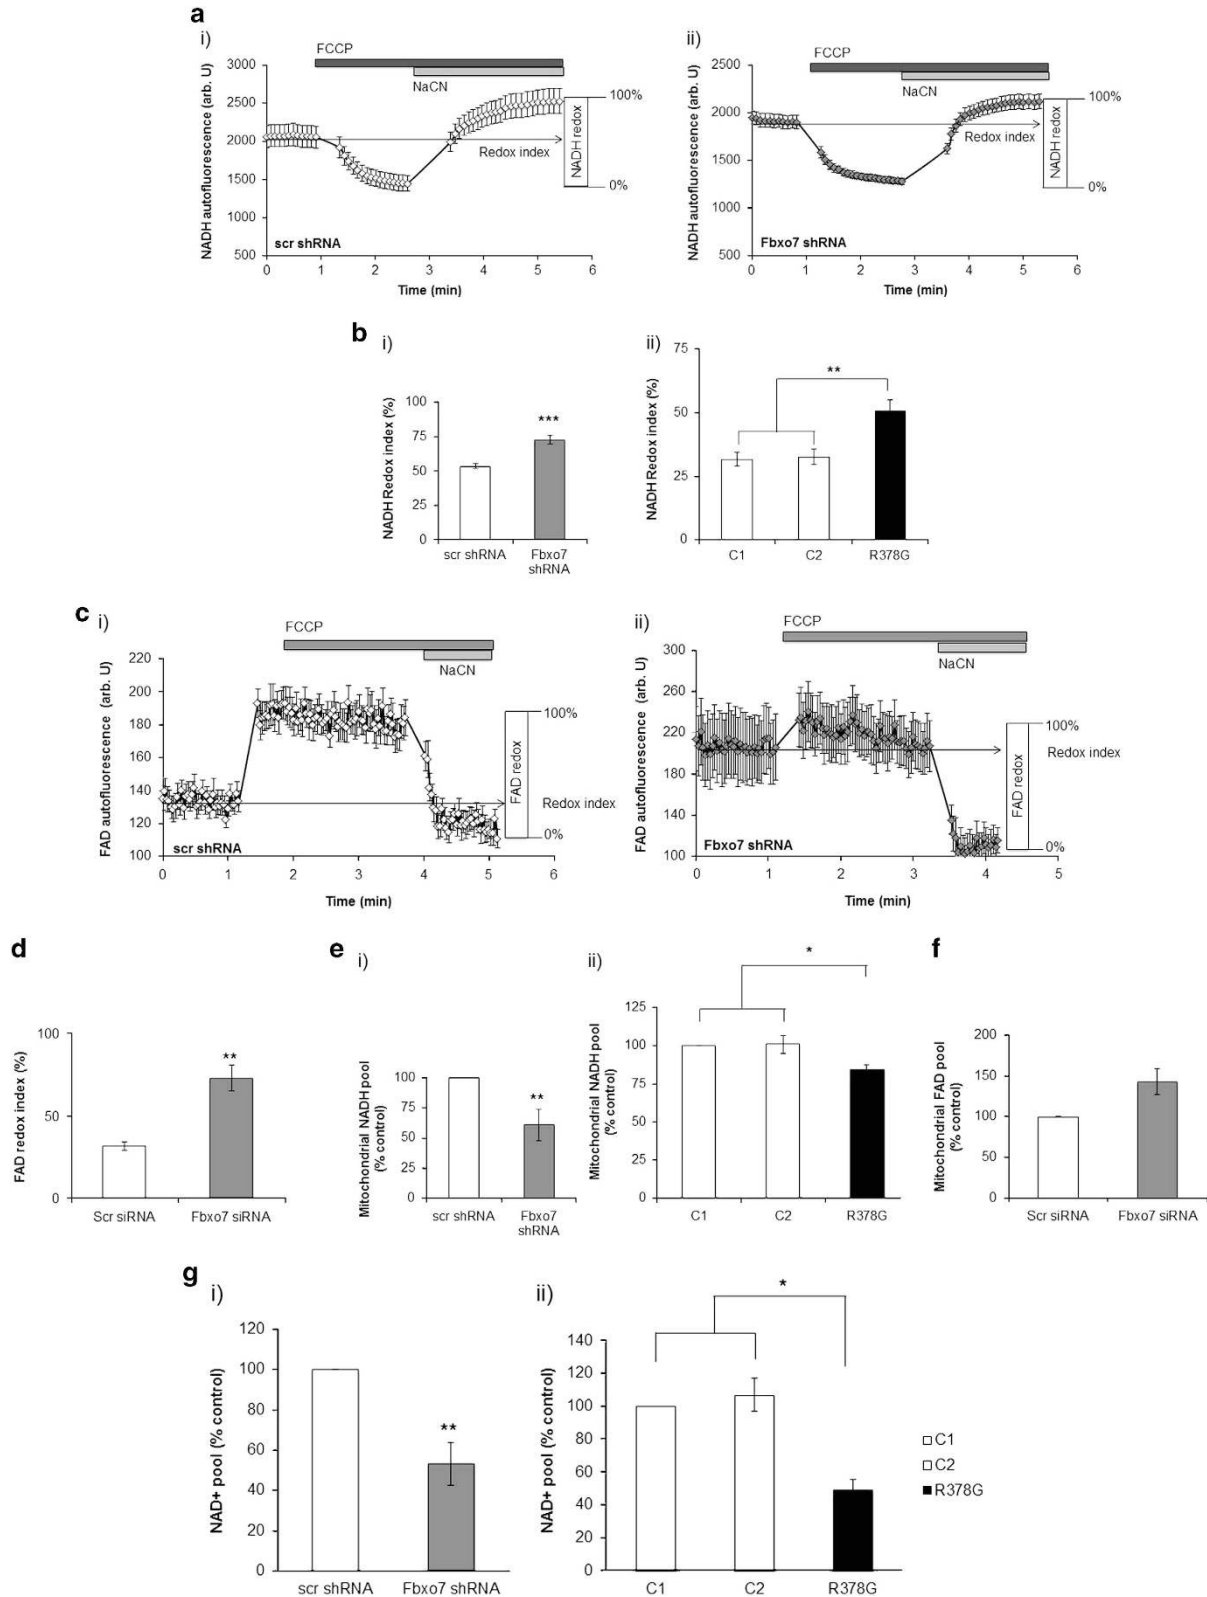 a
i)
FCCP
NaCN
NADH autofluorescence (arb. U)
3000
2500
2000
1500
1000
500
0 1 2 3 4 5 6
Time (min)
scr shRNA
Redox index
NADH redox
100%
0%
ii)
FCCP
NaCN
NADH autofluorescence (arb. U)
2500
2000
1500
1000
500
0 1 2 3 4 5 6
Time (min)
Fbxo7 shRNA
Redox index
NADH redox
100%
0%
b
i)
NADH Redox index (%)
100
75
50
25
0
***
scr shRNA
Fbxo7
shRNA
ii)
NADH Redox index (%)
75
50
25
0
**
C1 C2 R378G
c
i)
FCCP
NaCN
FAD autofluorescence (arb. U)
220
200
180
160
140
120
100
0 1 2 3 4 5 6
Time (min)
scr shRNA
Redox index
FAD redox
100%
0%
ii)
FCCP
NaCN
FAD autofluorescence (arb. U)
300
260
220
180
140
100
0 1 2 3 4 5
Time (min)
Fbxo7 shRNA
Redox index
FAD redox
100%
0%
d
FAD redox index (%)
100
50
0
**
Scr siRNA Fbxo7 siRNA
e
i)
Mitochondrial NADH pool
(% control)
100
75
50
25
0
**
scr shRNA
Fbxo7
shRNA
ii)
Mitochondrial NADH pool
(% control)
125
100
75
50
25
0
*
C1 C2 R378G
f
Mitochondrial FAD pool
(% control)
200
150
100
50
0
Scr siRNA Fbxo7 siRNA
g
i)
NAD+ pool (% control)
120
100
80
60
40
20
0
**
scr shRNA Fbxo7 shRNA
ii)
NAD+ pool (% control)
140
120
100
80
60
40
20
0
*
C1 C2 R378G
C1
C2
R378G